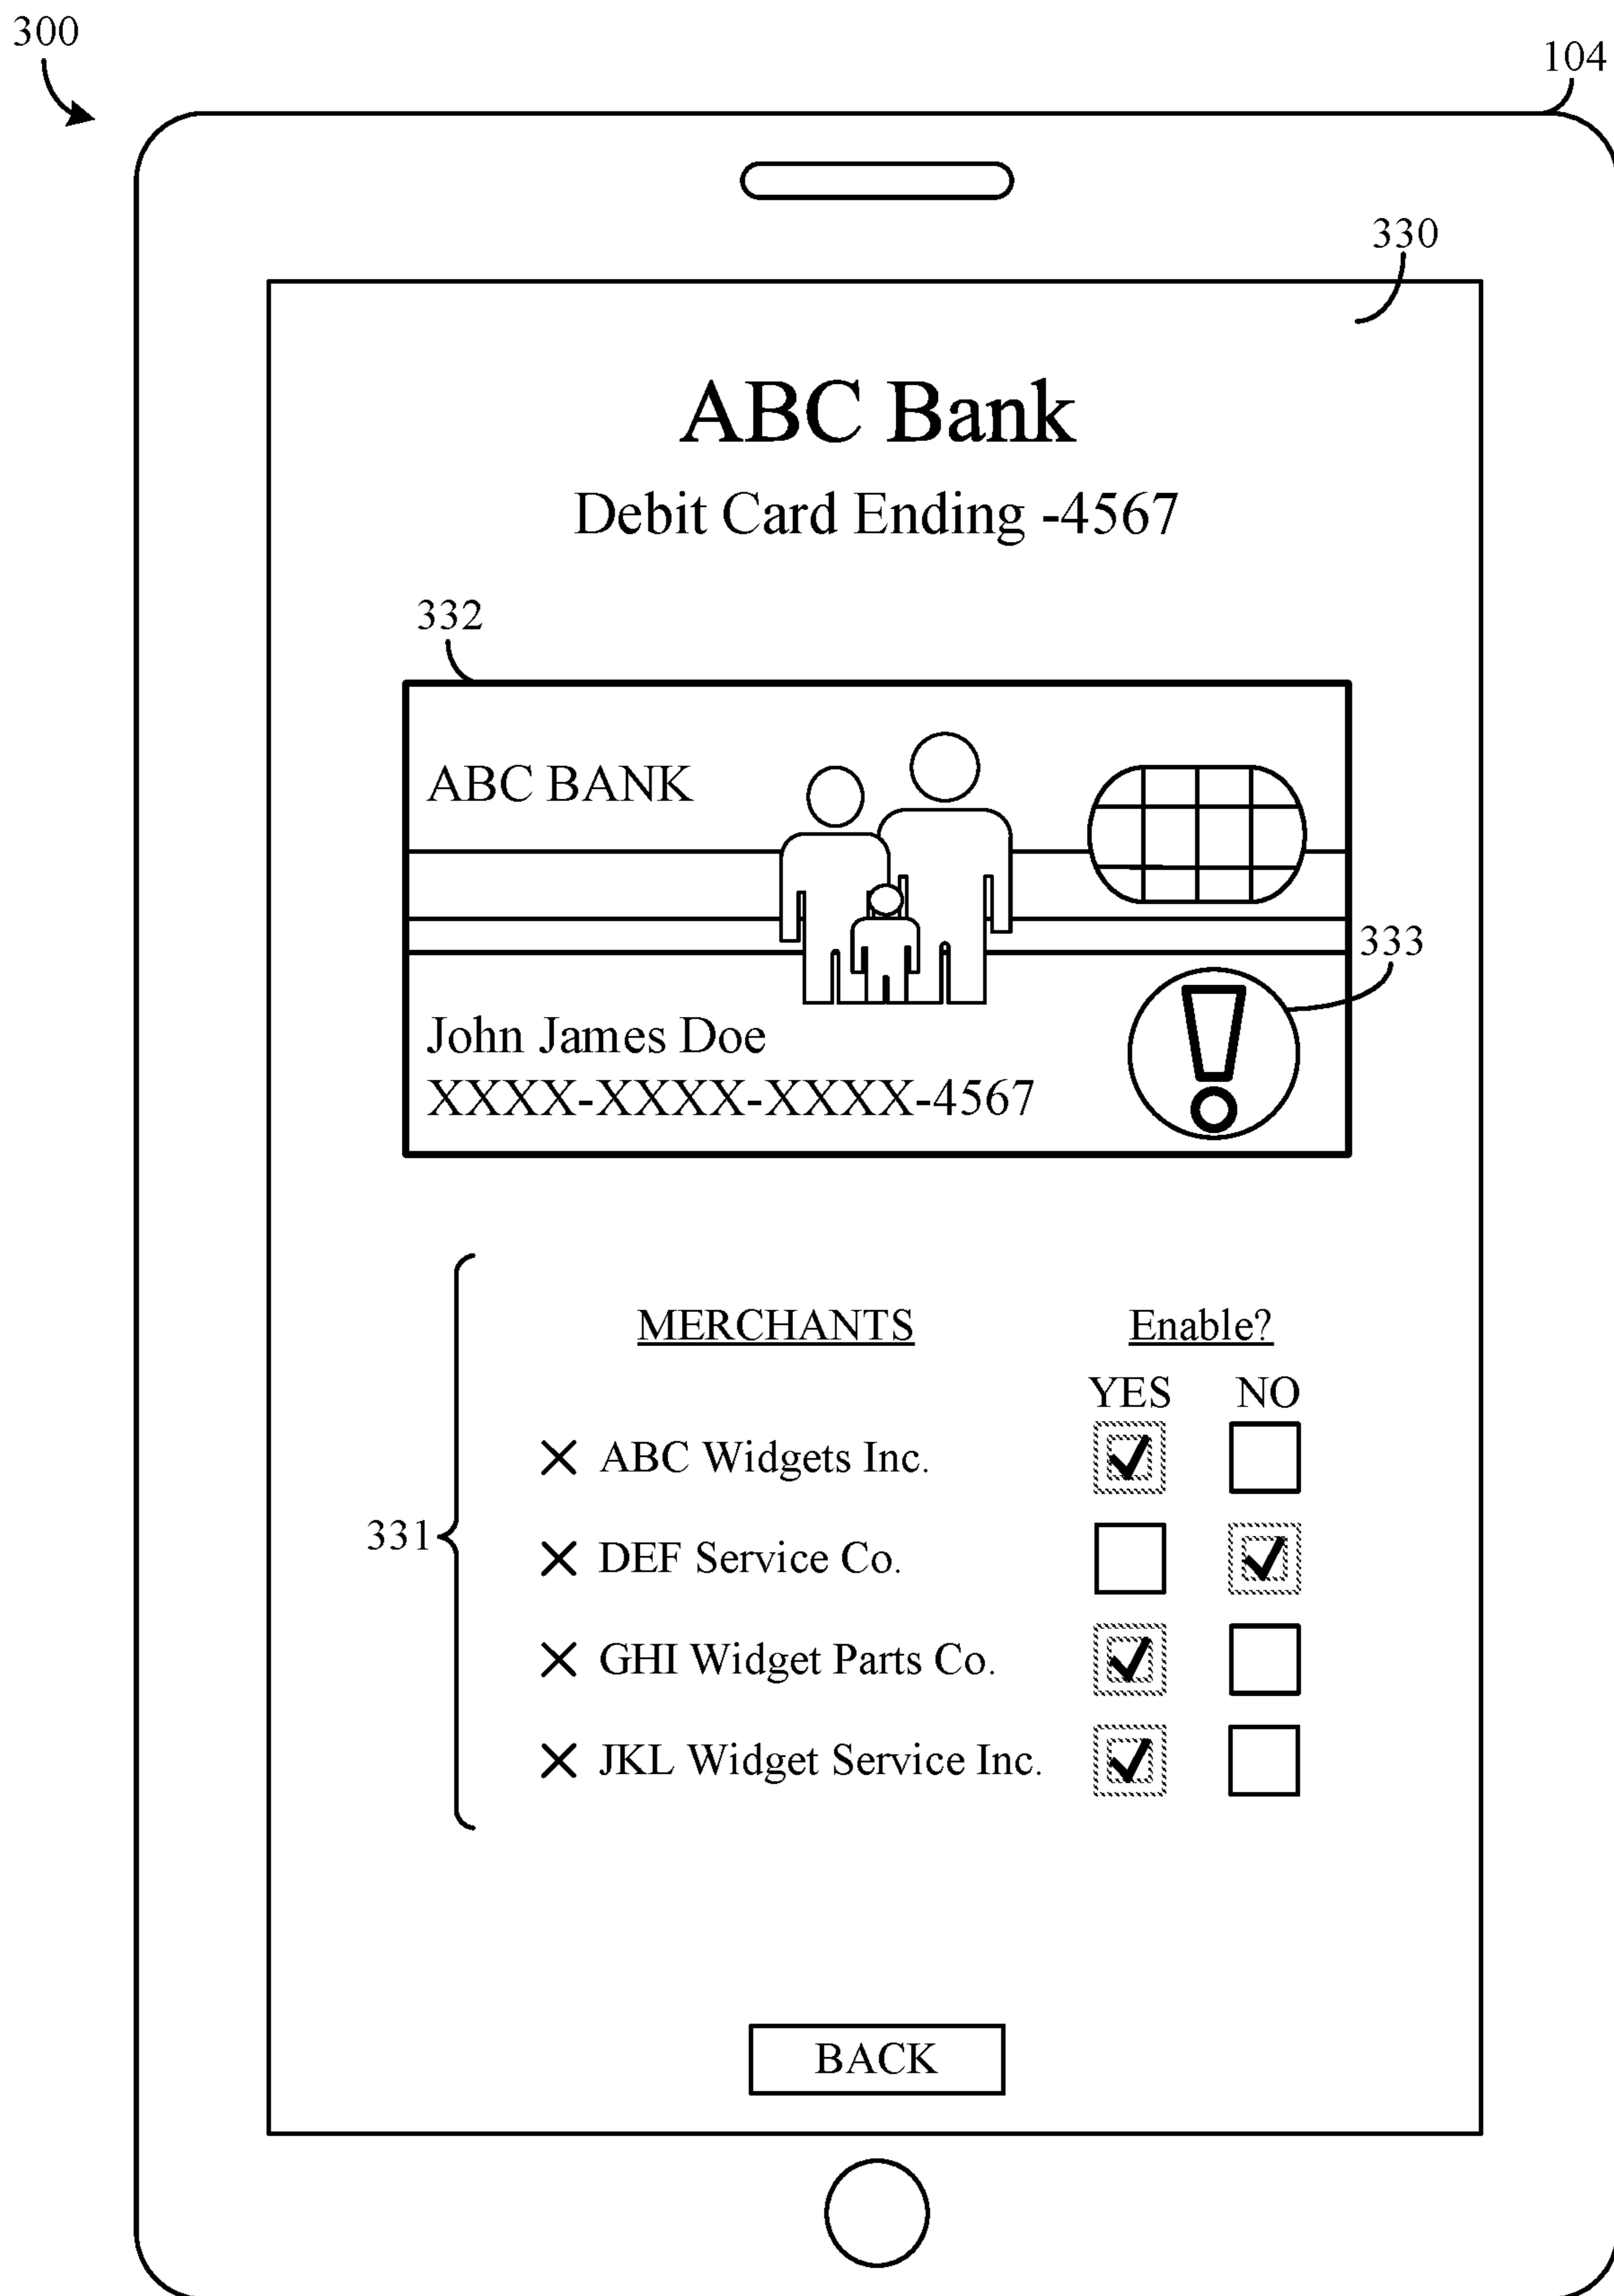 300
104
330
ABC Bank
Debit Card Ending -4567
332
ABC BANK
333
John James Doe
XXXX-XXXX-XXXX-4567
MERCHANTS Enable?
YES NO
ABC Widgets Inc.
331
DEF Service Co.
GHI Widget Parts Co.
JKL Widget Service Inc.
BACK